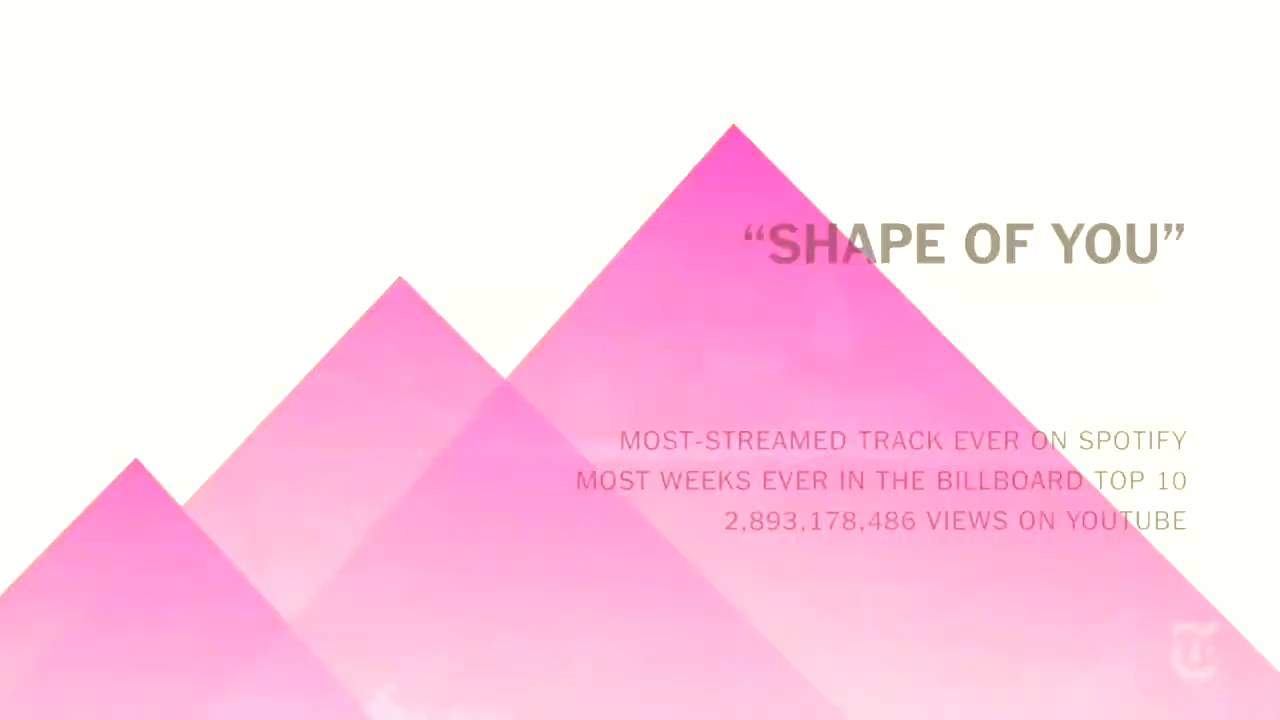 “SHAPE OF YOU”
MOST-STREAMED TRACK EVER ON SPOTIFY
MOST WEEKS EVER IN THE BILLBOARD TOP 10
2,893,178,486 VIEWS ON YOUTUBE
T